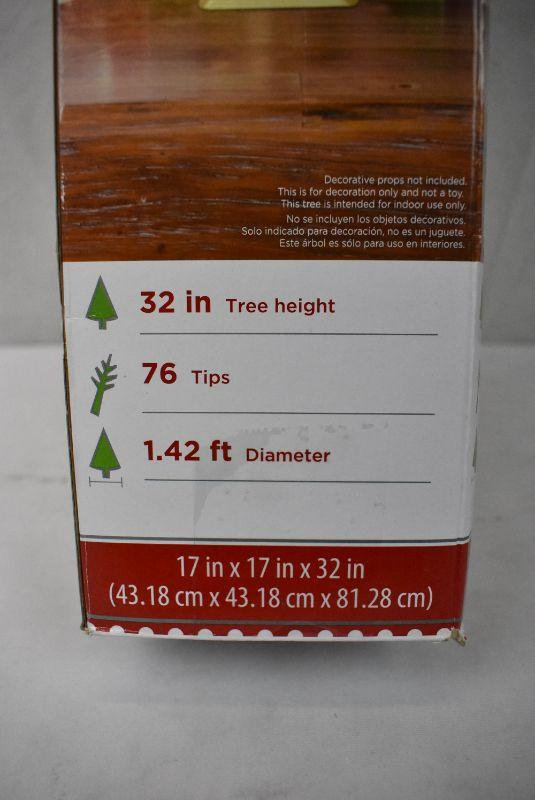 Decorative props not included.
This is for decoration only and not a toy.
This tree is intended for indoor use only.
No se incluyen los objetos decorativos.
Solo indicado para decoración, no es un juguete.
Este árbol es sólo para uso en interiores.
32 in Tree height
76 Tips
1.42 ft Diameter
17 in x 17 in x 32 in
(43.18 cm x 43.18 cm x 81.28 cm)